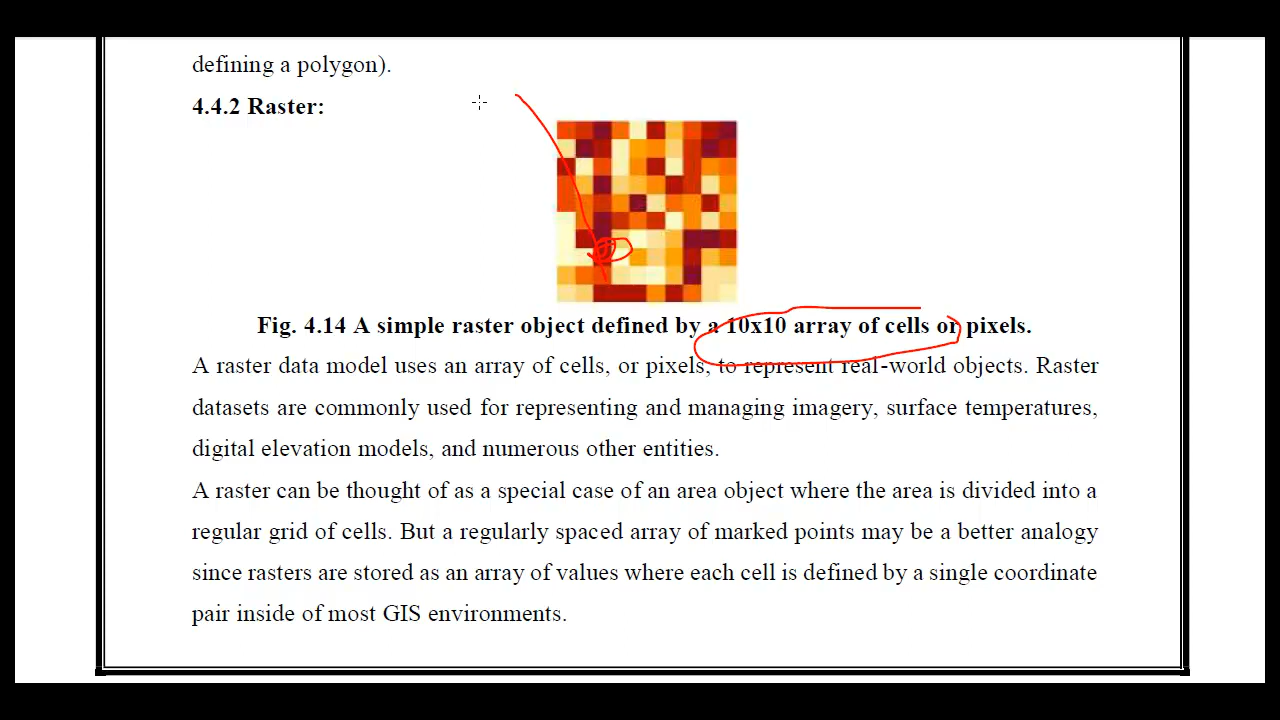 defining a polygon).
4.4.2 Raster:
Fig. 4.14 A simple raster object defined by a 10x10 array of cells or pixels.
A raster data model uses an array of cells, or pixels, to represent real-world objects. Raster
datasets are commonly used for representing and managing imagery, surface temperatures,
digital elevation models, and numerous other entities.
A raster can be thought of as a special case of an area object where the area is divided into a
regular grid of cells. But a regularly spaced array of marked points may be a better analogy
since rasters are stored as an array of values where each cell is defined by a single coordinate
pair inside of most GIS environments.